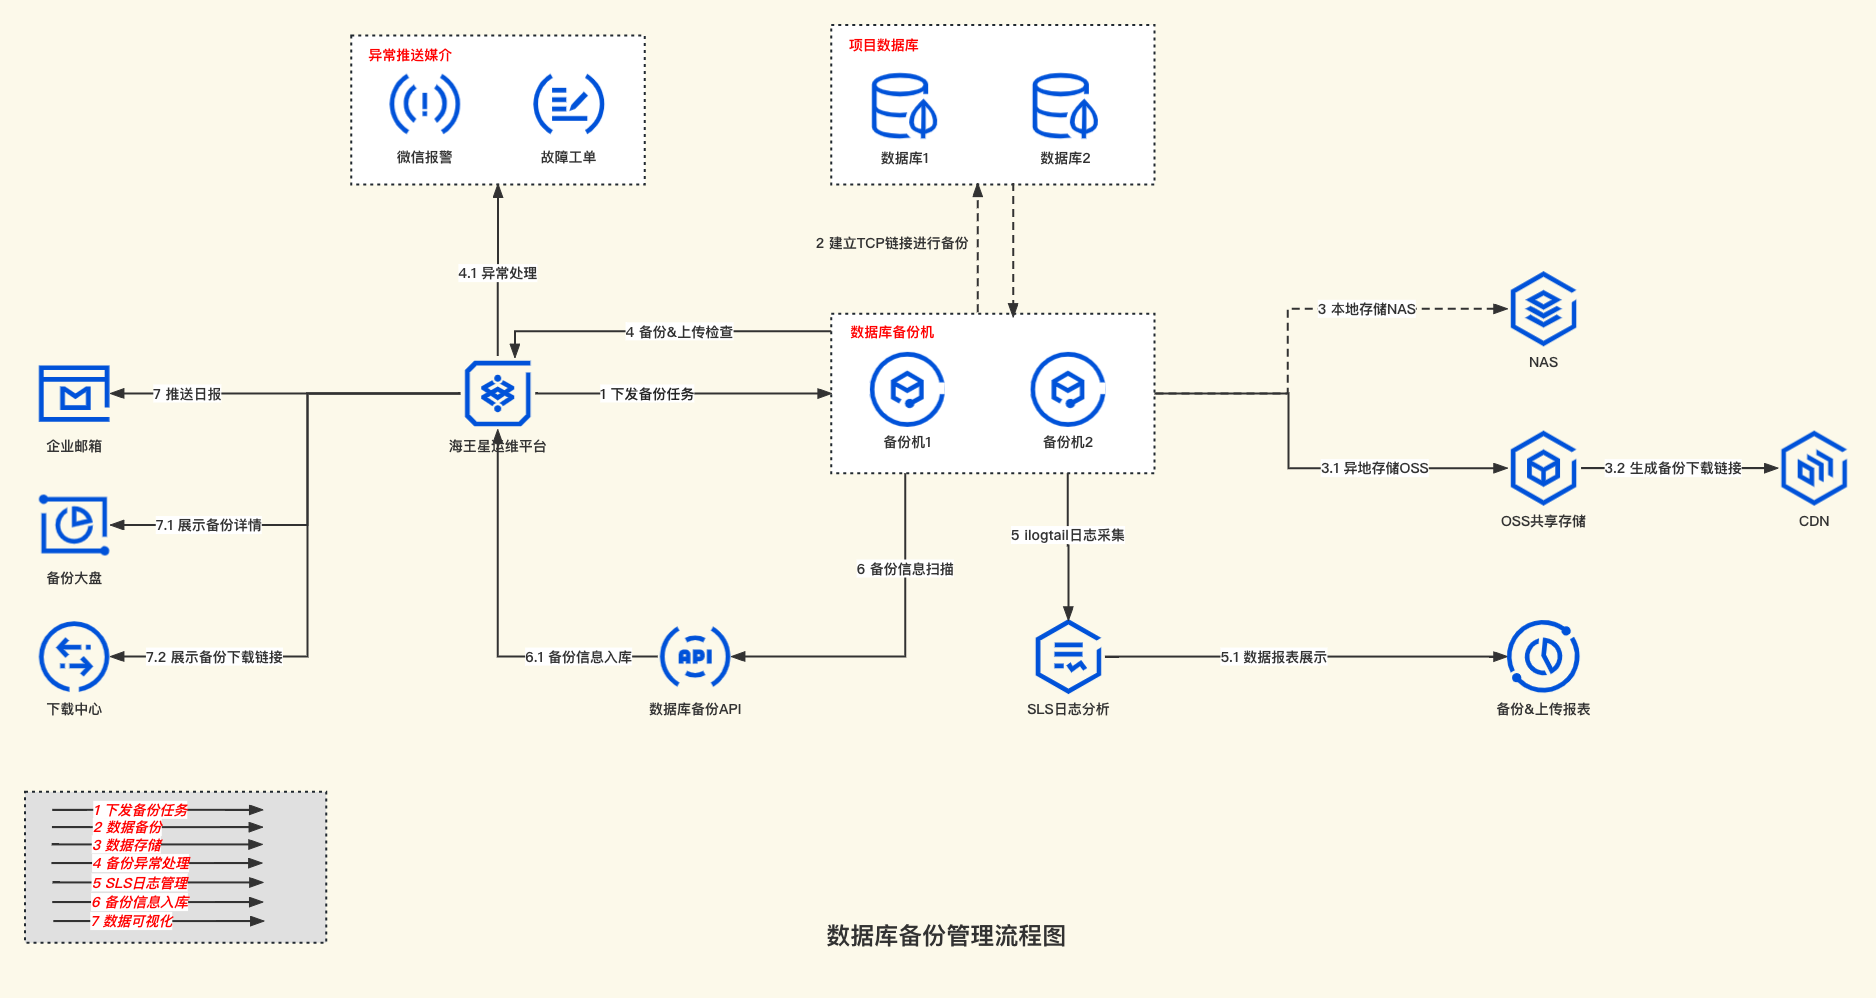 异常推送媒介
微信报警
故障工单
项目数据库
数据库1
数据库2
2 建立TCP链接进行备份
4.1 异常处理
4 备份&上传检查
数据库备份机
3 本地存储NAS
NAS
7 推送日报
1 下发备份任务
企业邮箱
海王星运维平台
备份机1
备份机2
3.1 异地存储OSS
3.2 生成备份下载链接
OSS共享存储
CDN
7.1 展示备份详情
5 ilogtail日志采集
备份大盘
6 备份信息扫描
7.2 展示备份下载链接
6.1 备份信息入库
API
5.1 数据报表展示
下载中心
数据库备份API
SLS日志分析
备份&上传报表
1 下发备份任务
2 数据备份
3 数据存储
4 备份异常处理
5 SLS日志管理
6 备份信息入库
7 数据可视化
数据库备份管理流程图